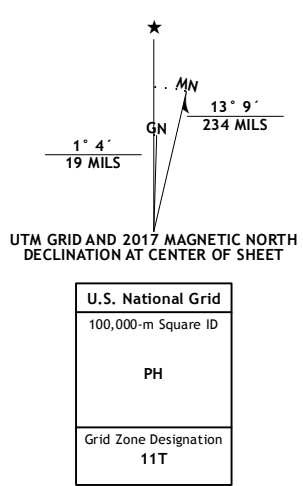 ★
MN
GN
13° 9´
234 MILS
1° 4´
19 MILS
UTM GRID AND 2017 MAGNETIC NORTH
DECLINATION AT CENTER OF SHEET
U.S. National Grid
100,000-m Square ID
PH
Grid Zone Designation
11T